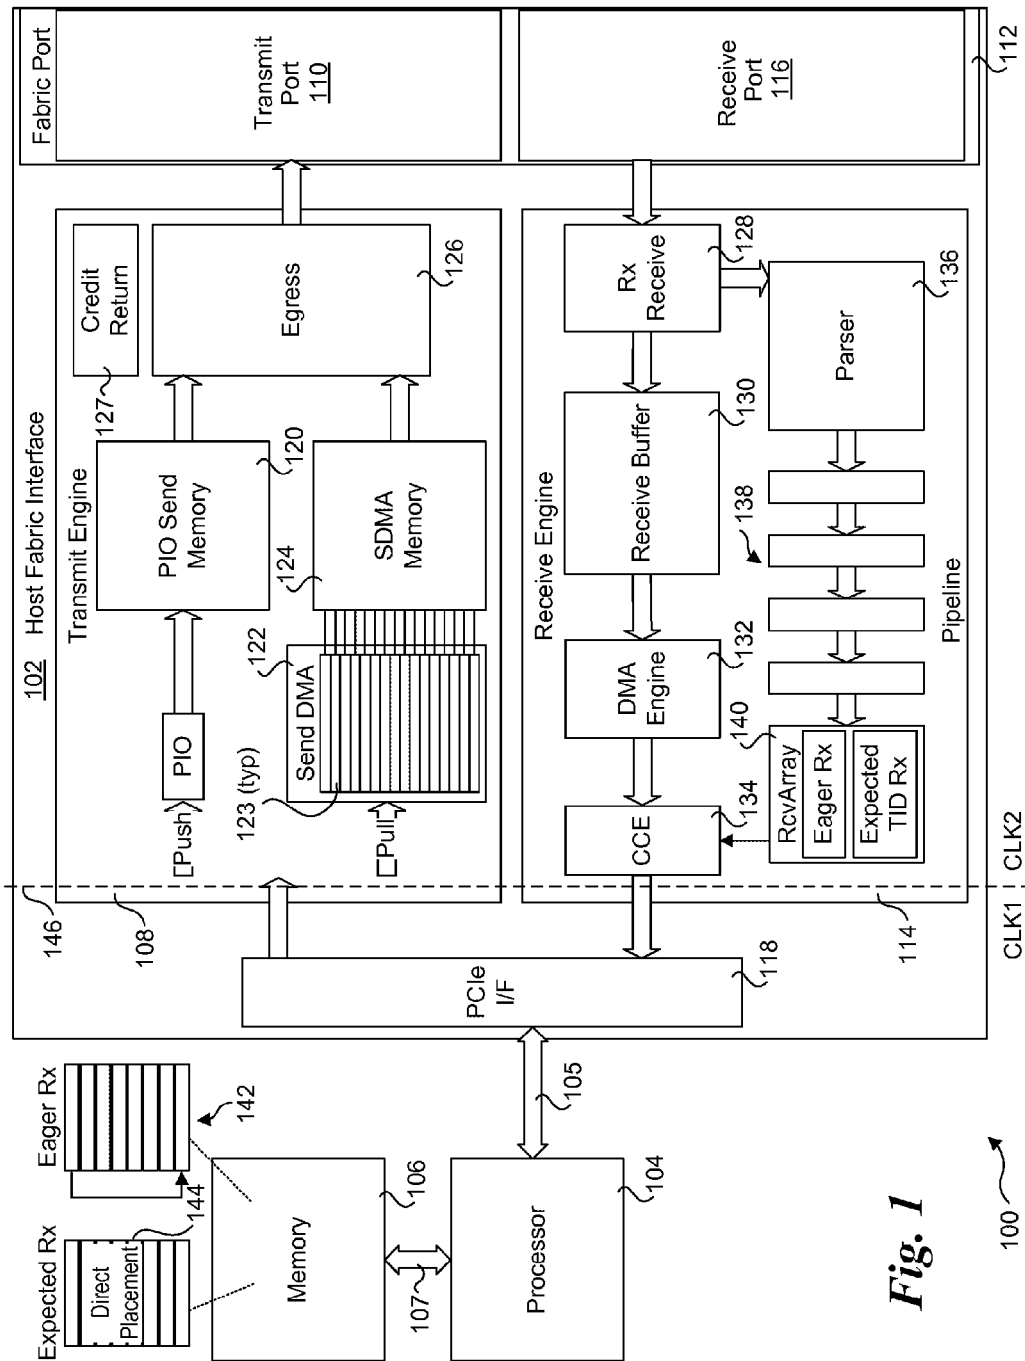 102 Host Fabric Interface
Fabric Port
Transmit
Port
110
Receive
Port
116
112
Transmit Engine
Credit
Return
127
Egress
126
PIO Send
Memory
120
SDMA
Memory
124
PIO
Push
Send DMA
122
123 (typ)
Pull
146
108
Receive Engine
Rx
Receive
128
Receive Buffer
130
DMA
Engine
132
CCE
134
Parser
136
138
Pipeline
140
RcvArray
Eager Rx
Expected
TID Rx
114
CLK1
CLK2
PCIe
I/F
118
105
Expected Rx
Direct
Placement
144
Eager Rx
142
Memory
106
107
Processor
104
Fig. 1
100